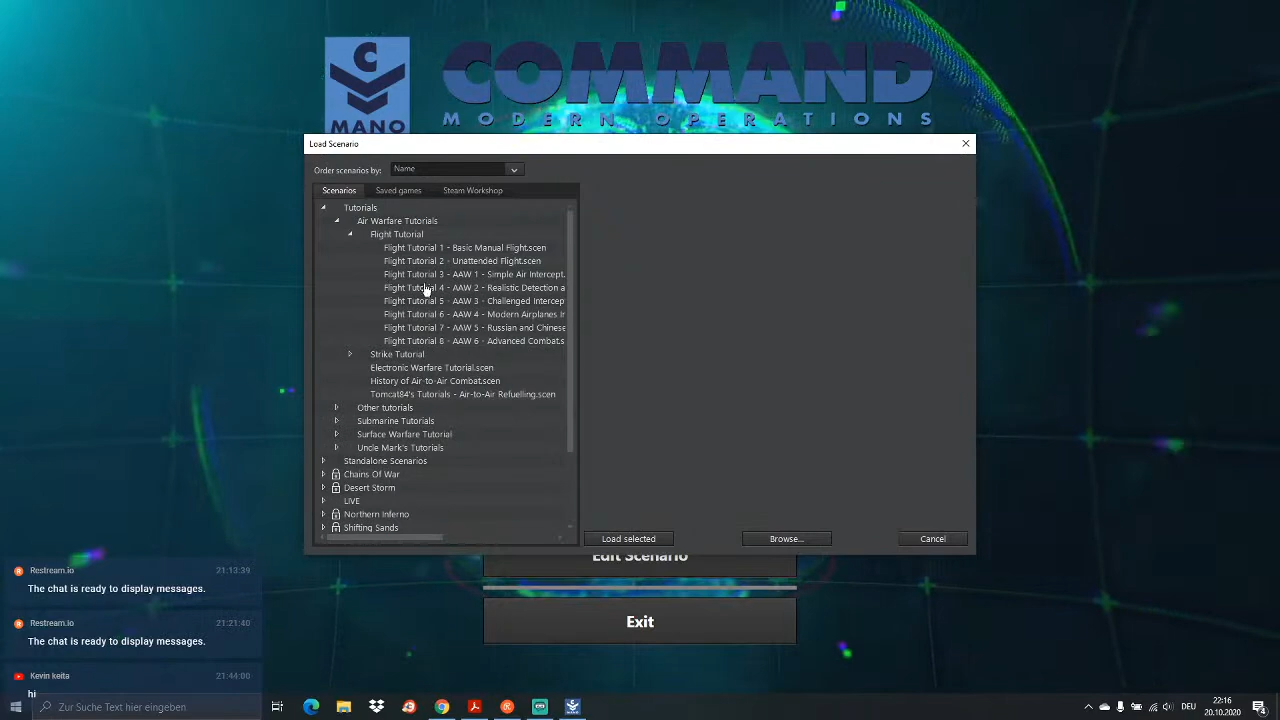 C
MANO
COMMAND
MODERN OPERATIONS
Load Scenario
Order scenarios by:
Name
Scenarios
Saved games
Steam Workshop
Tutorials
Air Warfare Tutorials
Flight Tutorial
Flight Tutorial 1 - Basic Manual Flight.scen
Flight Tutorial 2 - Unattended Flight.scen
Flight Tutorial 3 - AAW 1 - Simple Air Intercept.
Flight Tutorial 4 - AAW 2 - Realistic Detection a
Flight Tutorial 5 - AAW 3 - Challenged Intercep
Flight Tutorial 6 - AAW 4 - Modern Airplanes Ir
Flight Tutorial 7 - AAW 5 - Russian and Chinese
Flight Tutorial 8 - AAW 6 - Advanced Combat.s
Strike Tutorial
Electronic Warfare Tutorial.scen
History of Air-to-Air Combat.scen
Tomcat84's Tutorials - Air-to-Air Refuelling.scen
Other tutorials
Submarine Tutorials
Surface Warfare Tutorial
Uncle Mark's Tutorials
Standalone Scenarios
Chains Of War
Desert Storm
LIVE
Northern Inferno
Shifting Sands
Load selected
Browse...
Cancel
Edit Scenario
Exit
Restream.io 21:13:39
The chat is ready to display messages.
Restream.io 21:21:40
The chat is ready to display messages.
Kevin keita 21:44:00
hi
Zur Suche Text hier eingeben
DEU
22:16
20.10.2020